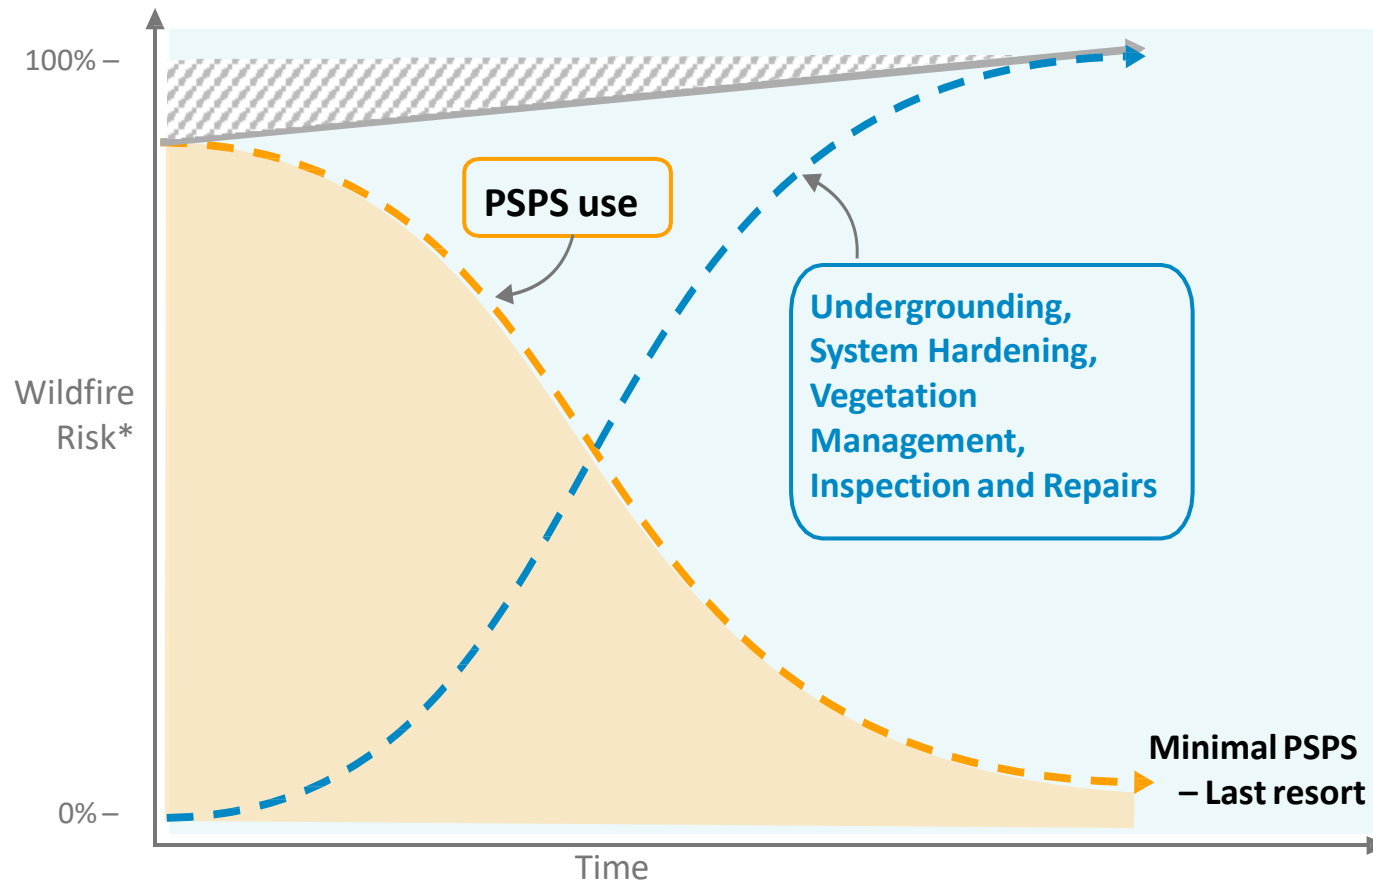 100% –
PSPS use
Undergrounding,
System Hardening,
Vegetation
Management,
Inspection and Repairs
Wildfire
Risk*
Minimal PSPS
– Last resort
0% –
Time